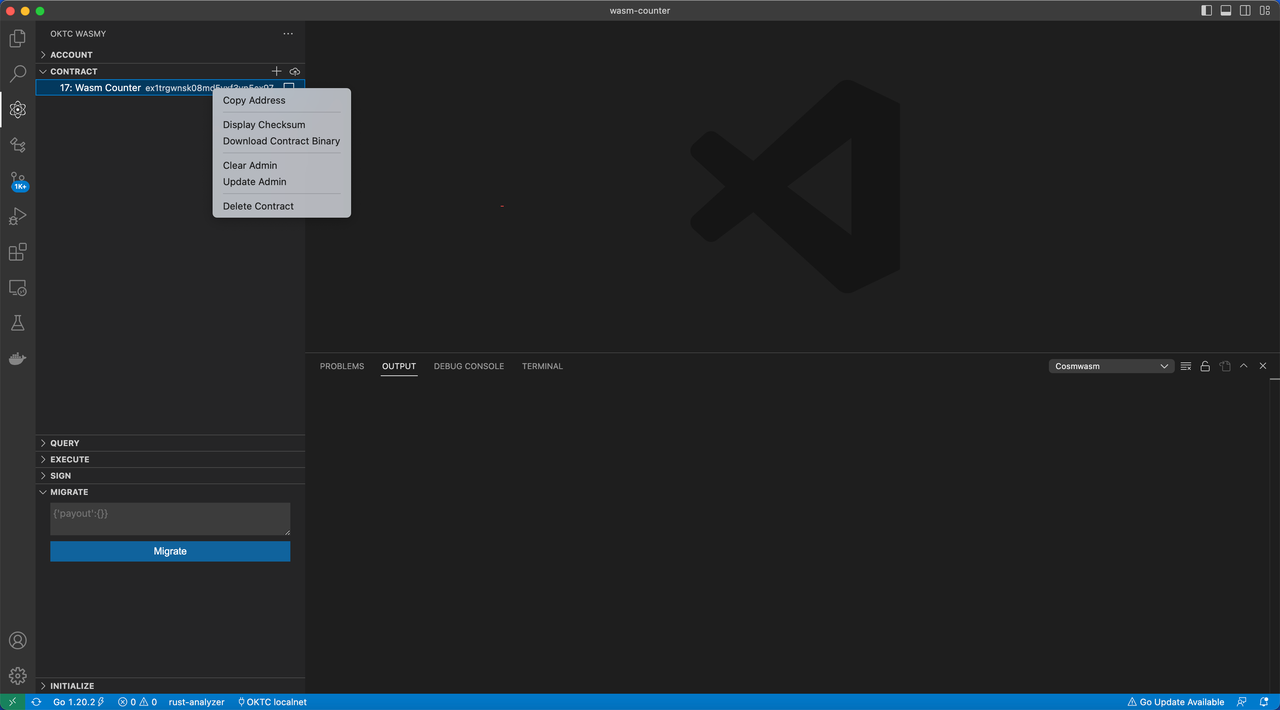 wasm-counter
OKTC WASMY
ACCOUNT
CONTRACT
17: Wasm Counter
Copy Address
Display Checksum
Download Contract Binary
Clear Admin
Update Admin
Delete Contract
1K+
PROBLEMS OUTPUT DEBUG CONSOLE TERMINAL Cosmwasm
QUERY
EXECUTE
SIGN
MIGRATE
{'payout':{}}
Migrate
INITIALIZE
Go 1.20.2 0 0 rust-analyzer OKTC localnet Go Update Available